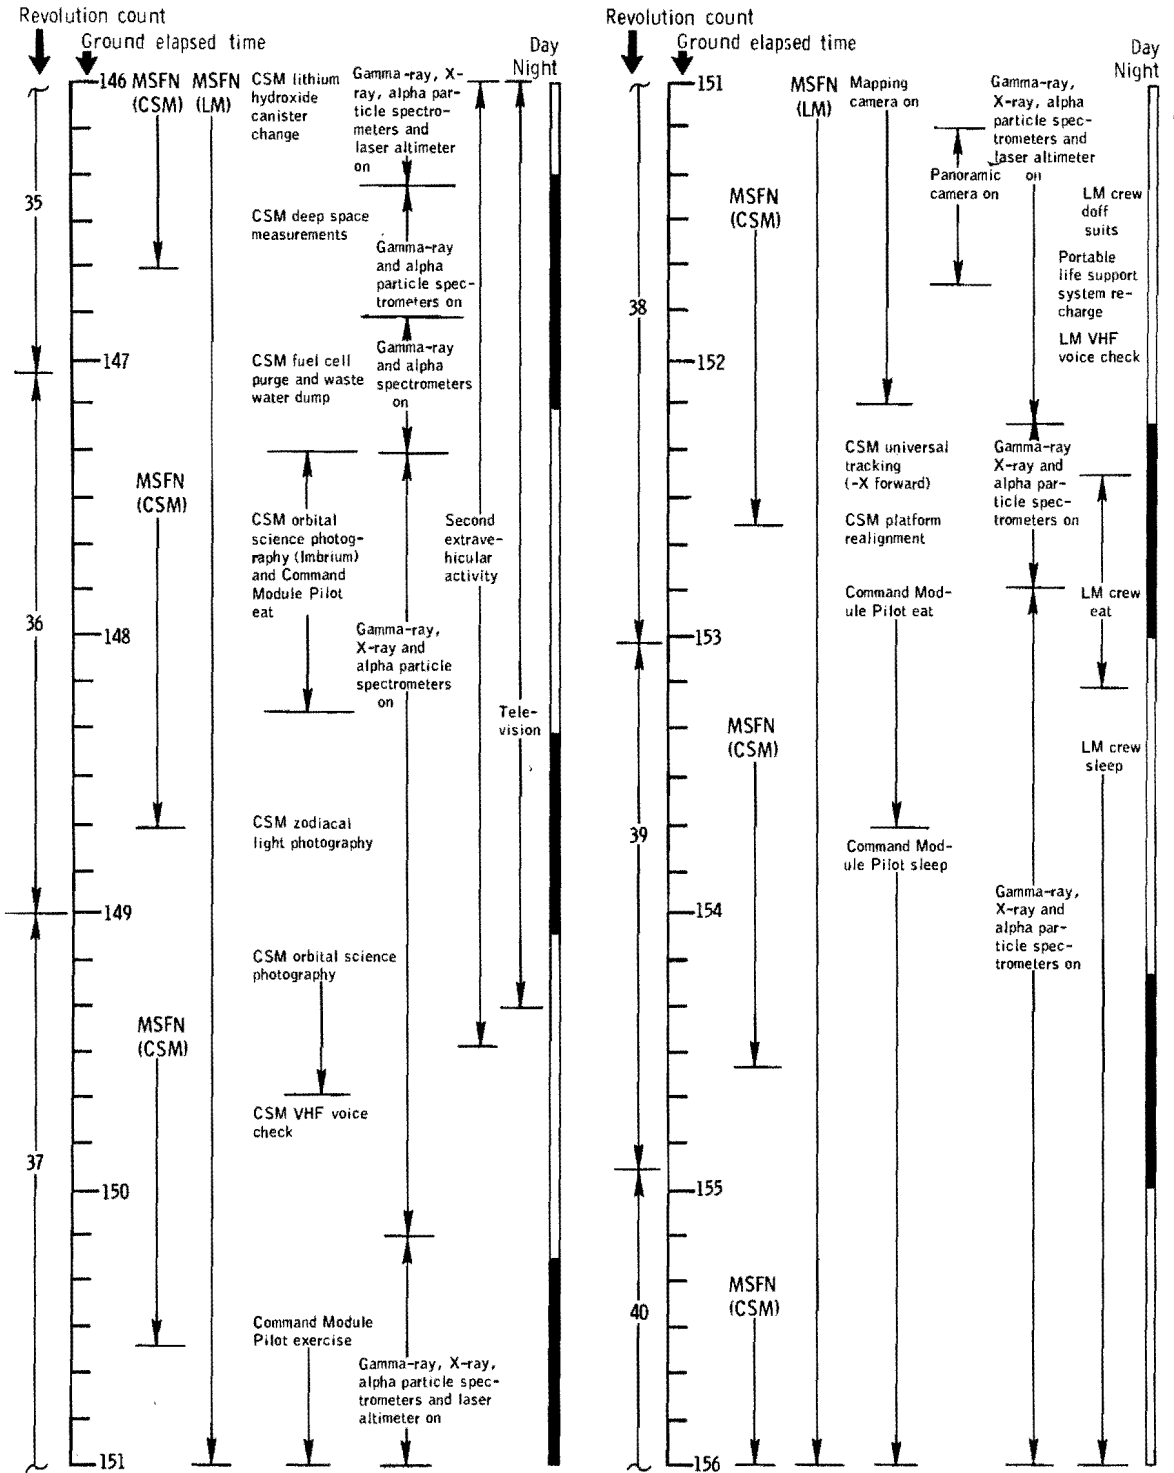 Revolution count
Ground elapsed time
Day
Night
146
MSFN
(CSM)
MSFN
(LM)
CSM lithium
hydroxide
canister
change
Gamma-ray, X-
ray, alpha par-
ticle spectro-
meters and
laser altimeter
on
35
CSM deep space
measurements
Gamma-ray
and alpha
particle spec-
trometers on
147
CSM fuel cell
purge and waste
water dump
Gamma-ray
and alpha
spectrometers
on
MSFN
(CSM)
CSM orbital
science photog-
raphy (Imbrium)
and Command
Module Pilot
eat
Second
extrave-
hicular
activity
36
148
Gamma-ray,
X-ray and
alpha particle
spectrometers
on
Tele-
vision
CSM zodiacal
light photography
149
CSM orbital science
photography
MSFN
(CSM)
CSM VHF voice
check
37
150
Command Module
Pilot exercise
Gamma-ray, X-ray,
alpha particle spec-
trometers and laser
altimeter on
151
Revolution count
Ground elapsed time
Day
Night
151
MSFN
(LM)
Mapping
camera on
Gamma-ray,
X-ray, alpha
particle spec-
trometers and
laser altimeter
on
Panoramic
camera on
MSFN
(CSM)
LM crew
doff
suits
Portable
life support
system re-
charge
38
LM VHF
voice check
152
CSM universal
tracking
(-X forward)
Gamma-ray
X-ray and
alpha par-
ticle spec-
trometers on
CSM platform
realignment
Command Mod-
ule Pilot eat
LM crew
eat
153
MSFN
(CSM)
LM crew
sleep
39
Command Mod-
ule Pilot sleep
Gamma-ray,
X-ray and
alpha par-
ticle spec-
trometers on
154
155
MSFN
(CSM)
40
156